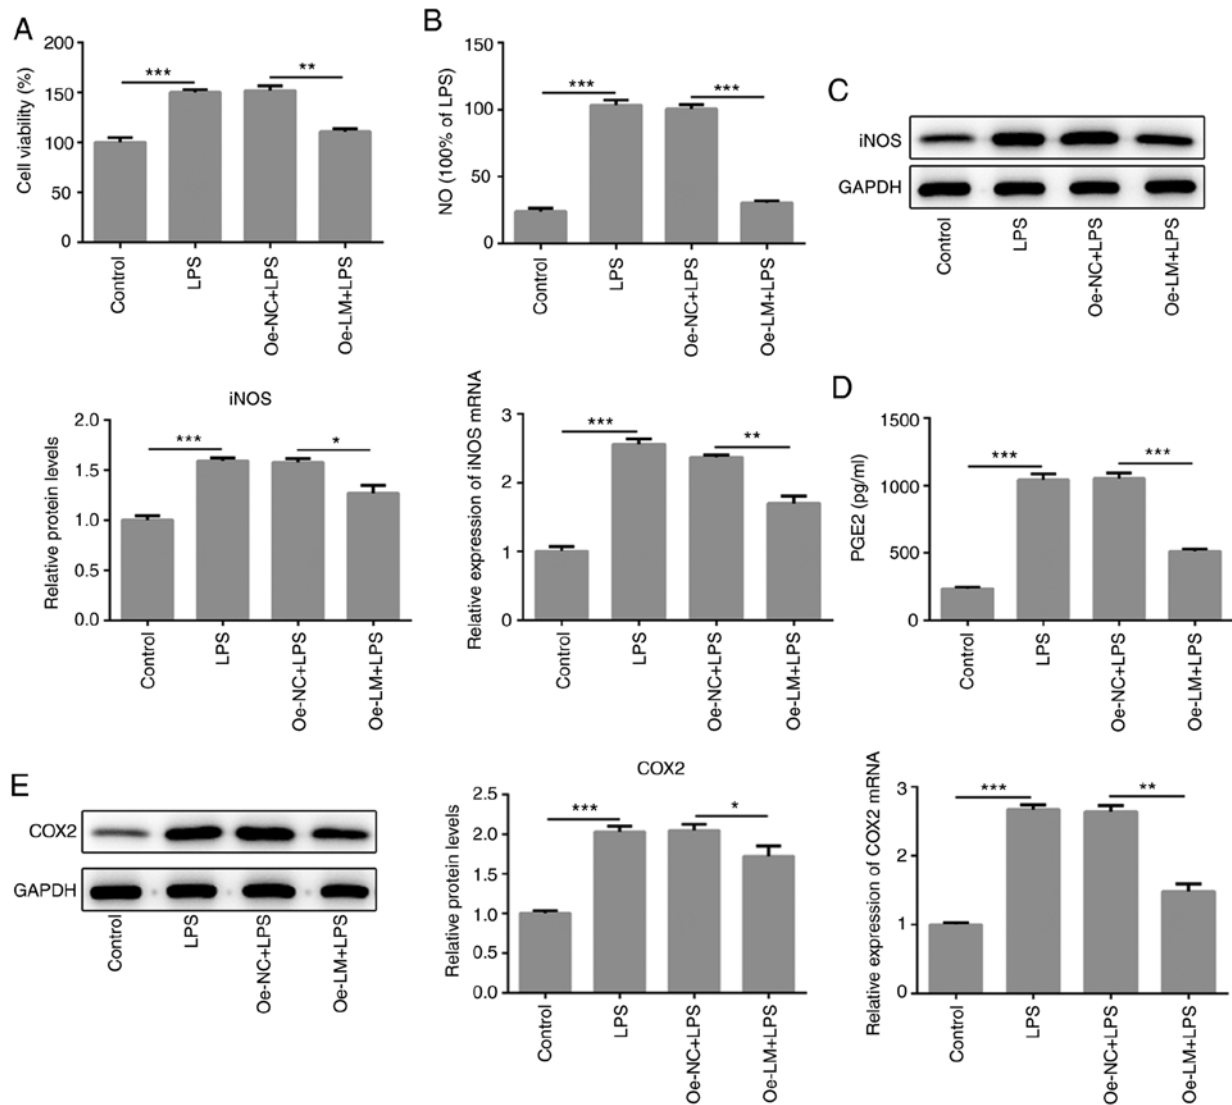 A
Cell viability (%)
200
150
100
50
0
***
**
Control
LPS
Oe-NC+LPS
Oe-LM+LPS
B
NO (100% of LPS)
150
100
50
0
***
***
Control
LPS
Oe-NC+LPS
Oe-LM+LPS
C
iNOS
GAPDH
Control
LPS
Oe-NC+LPS
Oe-LM+LPS
iNOS
Relative protein levels
2.0
1.5
1.0
0.5
0.0
***
*
Control
LPS
Oe-NC+LPS
Oe-LM+LPS
Relative expression of iNOS mRNA
3
2
1
0
***
**
Control
LPS
Oe-NC+LPS
Oe-LM+LPS
D
PGE2 (pg/ml)
1500
1000
500
0
***
***
Control
LPS
Oe-NC+LPS
Oe-LM+LPS
E
COX2
GAPDH
Control
LPS
Oe-NC+LPS
Oe-LM+LPS
COX2
Relative protein levels
2.5
2.0
1.5
1.0
0.5
0.0
***
*
Control
LPS
Oe-NC+LPS
Oe-LM+LPS
Relative expression of COX2 mRNA
3
2
1
0
***
**
Control
LPS
Oe-NC+LPS
Oe-LM+LPS